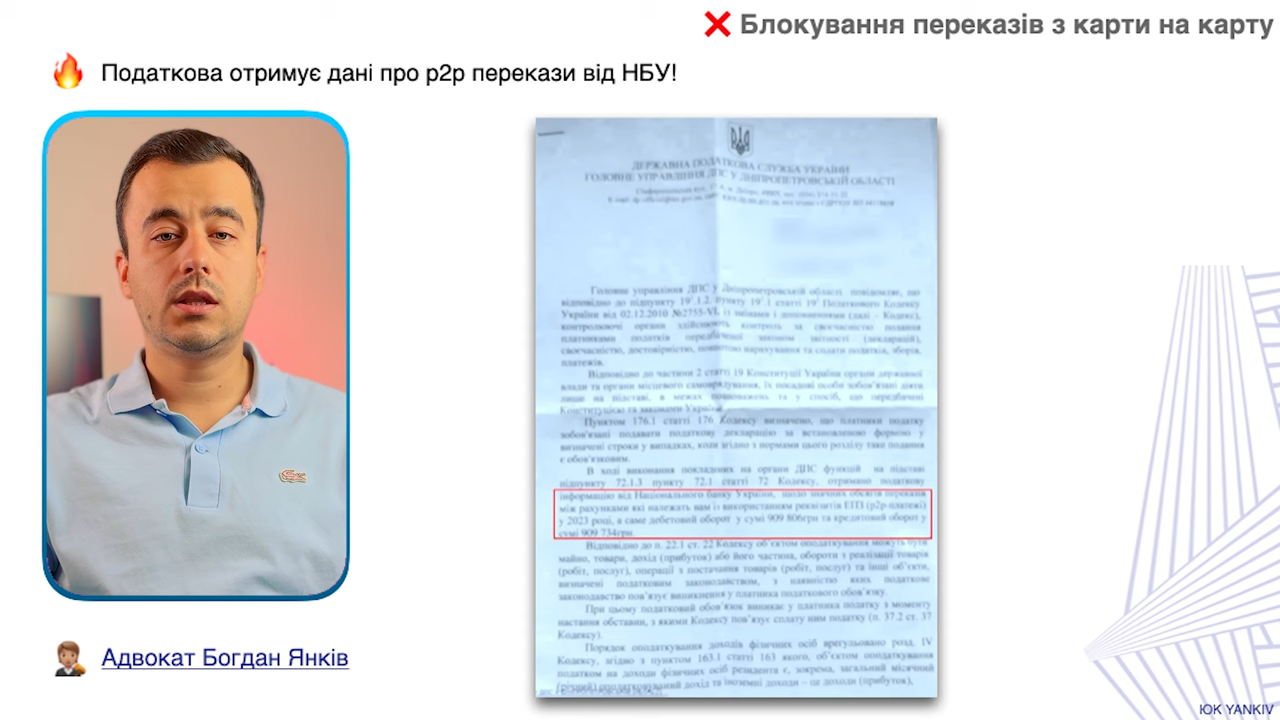 Блокування переказів з карти на карту
Податкова отримує дані про p2p перекази від НБУ!
ДЕРЖАВНА ПОДАТКОВА СЛУЖБА УКРАЇНИ
ГОЛОВНЕ УПРАВЛІННЯ ДПС У ДНІПРОПЕТРОВСЬКІЙ ОБЛАСТІ
Головне управління ДПС у Дніпропетровській області повідомляє, що
відповідно до підпункту 19¹.1.2. пункту 19¹.1 статті 19¹ Податкового Кодексу
України від 02.12.2010 №2755-VI, із змінами і доповненнями (далі – Кодекс),
контролюючі органи здійснюють контроль за своєчасністю подання
платниками податків передбаченої законом звітності (декларацій),
своєчасністю, достовірністю, повнотою нарахування та сплати податків, зборів,
платежів.
Відповідно до частини 2 статті 19 Конституції України органи державної
влади та органи місцевого самоврядування, їх посадові особи зобов'язані діяти
лише на підставі, в межах повноважень та у спосіб, що передбачені
Конституцією та законами України.
Пунктом 176.1 статті 176 Кодексу визначено, що платники податку
зобов'язані подавати податкову декларацію за встановленою формою у
визначені строки у випадках, коли згідно з нормами цього розділу таке подання
є обов'язковим.
В ході виконання покладених на органи ДПС функцій на підставі
підпункту 72.1.3 пункту 72.1 статті 72 Кодексу, отримано податкову
інформацію від Національного банку України, щодо значних обсягів переказів
між рахунками які належать вам із використанням реквізитів ЕПЗ (p2p-платежі)
у 2023 році, а саме дебетовий оборот у сумі 909 806грн та кредитовий оборот у
сумі 909 734грн.
Відповідно до п. 22.1 ст. 22 Кодексу об'єктом оподаткування можуть бути
майно, товари, дохід (прибуток) або його частина, обороти з реалізації товарів
(робіт, послуг), операції з постачання товарів (робіт, послуг) та інші об'єкти,
визначені податковим законодавством, з наявністю яких податкове
законодавство пов'язує виникнення у платника податкового обов'язку.
При цьому податковий обов'язок виникає у платника податку з моменту
настання обставин, з якими Кодекс пов'язує сплату ним податку (п. 37.2 ст. 37
Кодексу).
Порядок оподаткування доходів фізичних осіб врегульовано розд. IV
Кодексу, згідно з пунктом 163.1 статті 163 якого, об'єктом оподаткування
податком на доходи фізичних осіб резидента є, зокрема, загальний місячний
(річний) оподатковуваний дохід та іноземні доходи – це доходи (прибуток),
Адвокат Богдан Янків
ЮК YANKIV